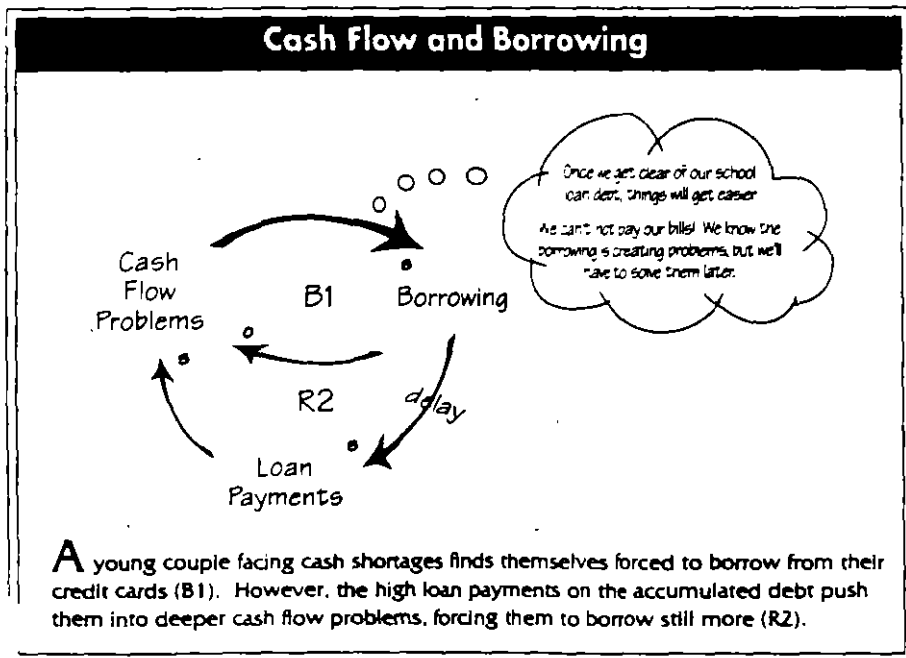 Cash Flow and Borrowing
Once we get clear of our school
loan debt, things will get easier
We can't not pay our bills! We know the
borrowing is creating problems, but we'll
have to solve them later.
Cash
Flow
Problems
B1
s
Borrowing
o
s
R2
delay
s
Loan
Payments
A young couple facing cash shortages finds themselves forced to borrow from their
credit cards (B1). However, the high loan payments on the accumulated debt push
them into deeper cash flow problems, forcing them to borrow still more (R2).